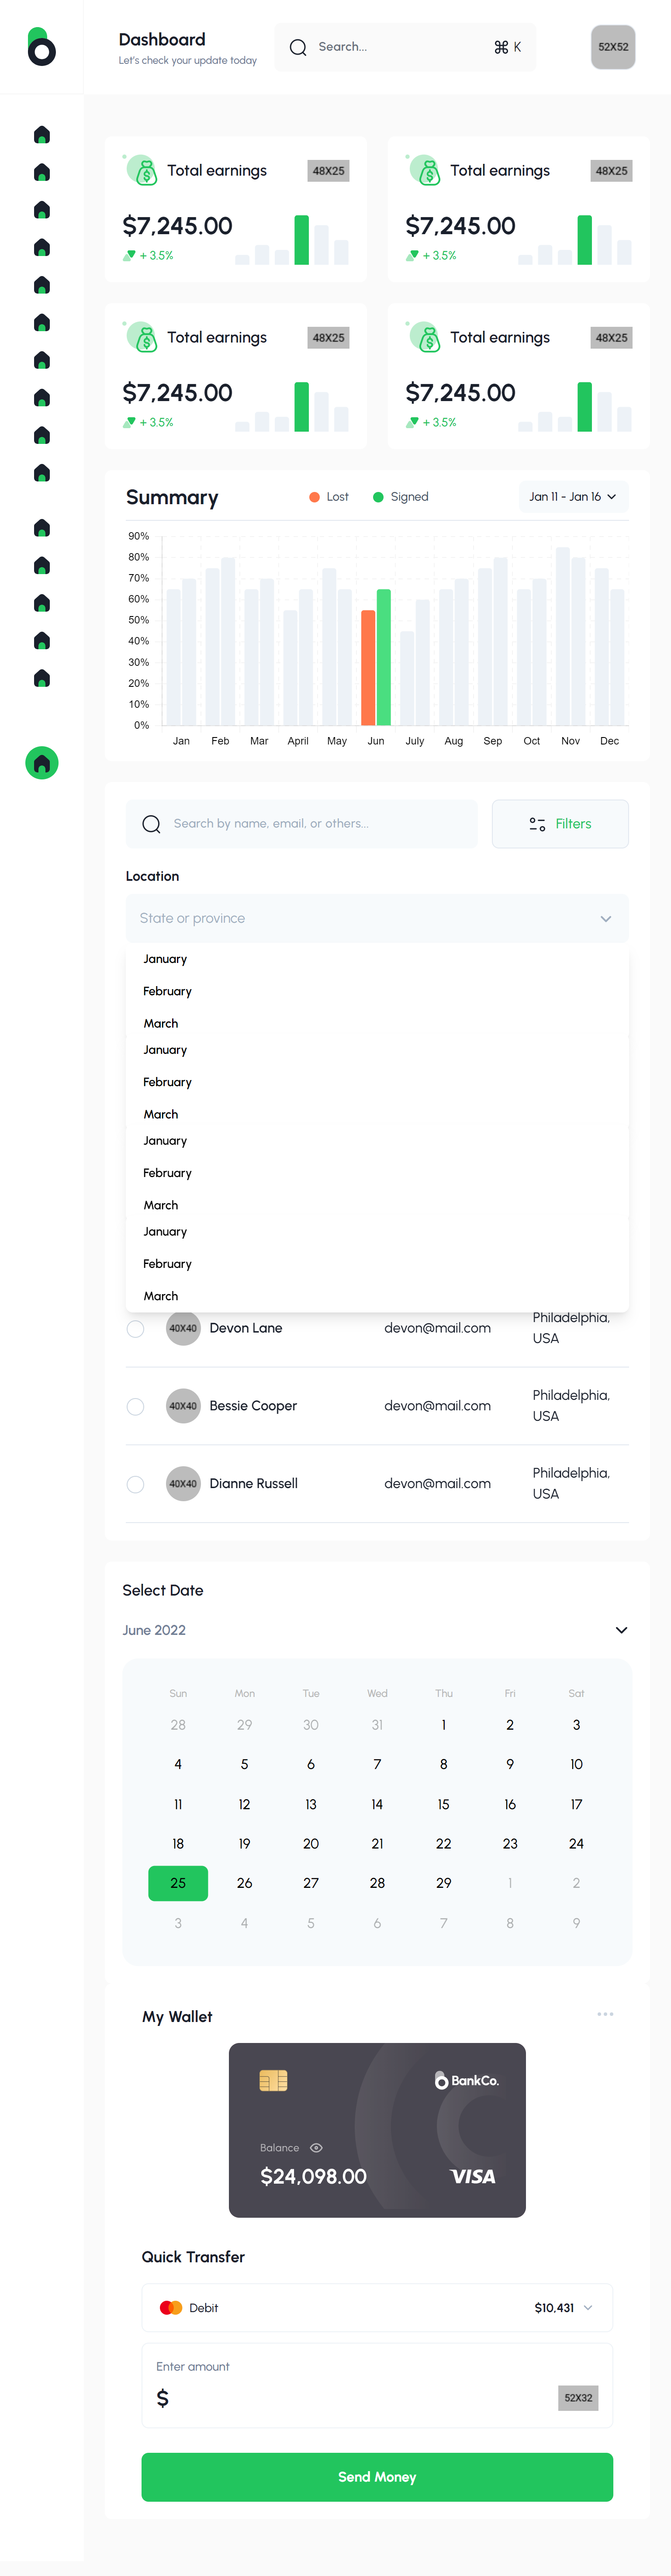 Dashboard
Let's check your update today
Search...
⌘ K
52X52
Total earnings
48X25
$7,245.00
+ 3.5%
Total earnings
48X25
$7,245.00
+ 3.5%
Total earnings
48X25
$7,245.00
+ 3.5%
Total earnings
48X25
$7,245.00
+ 3.5%
Summary
Lost
Signed
Jan 11 - Jan 16
90%
80%
70%
60%
50%
40%
30%
20%
10%
0%
Jan Feb Mar April May Jun July Aug Sep Oct Nov Dec
Search by name, email, or others...
Filters
Location
State or province
January
February
March
January
February
March
January
February
March
January
February
March
40X40 Devon Lane devon@mail.com Philadelphia,
USA
40X40 Bessie Cooper devon@mail.com Philadelphia,
USA
40X40 Dianne Russell devon@mail.com Philadelphia,
USA
Select Date
June 2022
Sun Mon Tue Wed Thu Fri Sat
28 29 30 31 1 2 3
4 5 6 7 8 9 10
11 12 13 14 15 16 17
18 19 20 21 22 23 24
25 26 27 28 29 1 2
3 4 5 6 7 8 9
My Wallet
BankCo.
Balance
$24,098.00
VISA
Quick Transfer
Debit
$10,431
Enter amount
$
52X32
Send Money